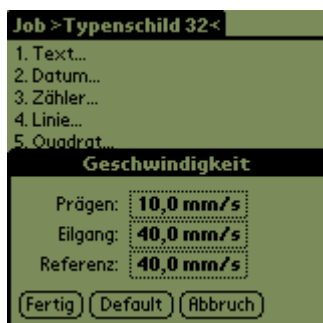 Job >Typenschild 32<
1. Text...
2. Datum...
3. Zähler...
4. Linie...
5. Quadrat...
Geschwindigkeit
Prägen: 10,0 mm/s
Eilgang: 40,0 mm/s
Referenz: 40,0 mm/s
Fertig Default Abbruch